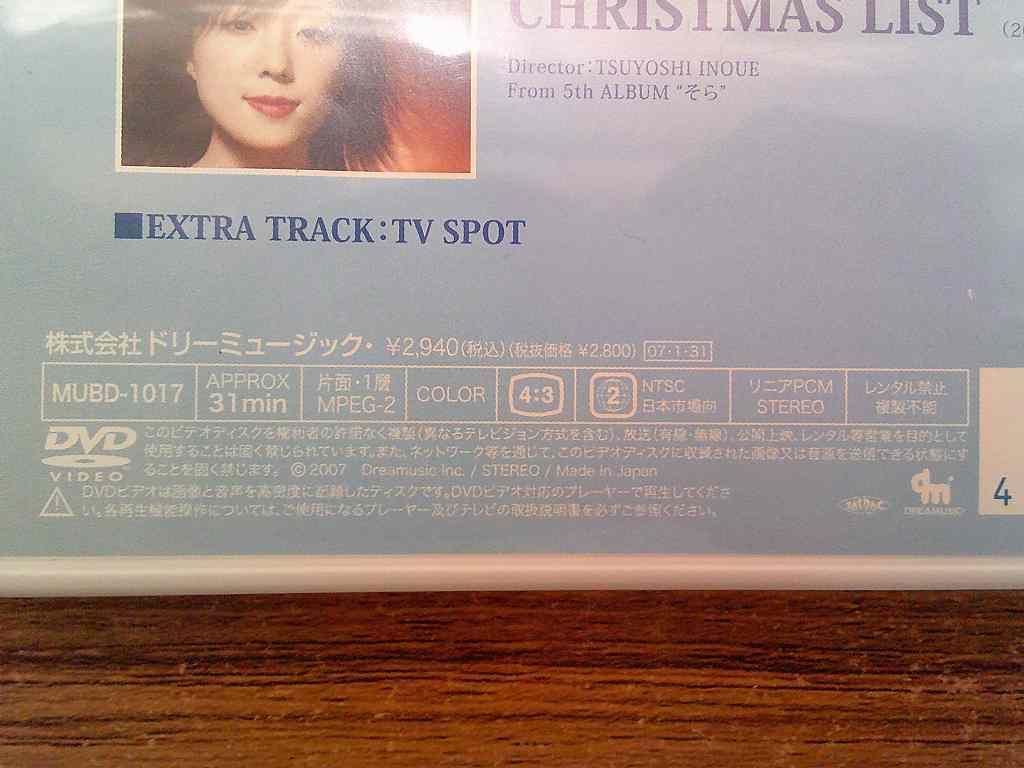 CHRISTMAS LIST (20
Director:TSUYOSHI INOUE
From 5th ALBUM “そら”
■EXTRA TRACK:TV SPOT
株式会社ドリーミュージック・ ¥2,940(税込)(税抜価格 ¥2,800) 07・1・31
MUBD-1017 APPROX 31min 片面・1層 MPEG-2 COLOR 4:3 2 NTSC 日本市場向 リニアPCM STEREO レンタル禁止 複製不能
DVD VIDEO
このビデオディスクを権利者の許諾なく複製(異なるテレビジョン方式を含む)、放送(有線・無線)、公開上映、レンタル等営業を目的として
使用することは固く禁じられています。また、ネットワーク等を通じて、このビデオディスクに収録された画像又は音源を送信できる状態にす
ることを固く禁じます。 ©2007 Dreamusic Inc. / STEREO / Made in Japan
DVDビデオは画像と音声を高密度に記録したディスクです。DVDビデオ対応のプレーヤーで再生してくださ
い。各再生機能操作については、ご使用になるプレーヤー及びテレビの取扱説明書を必ずご参照ください。
DREAMUSIC
4